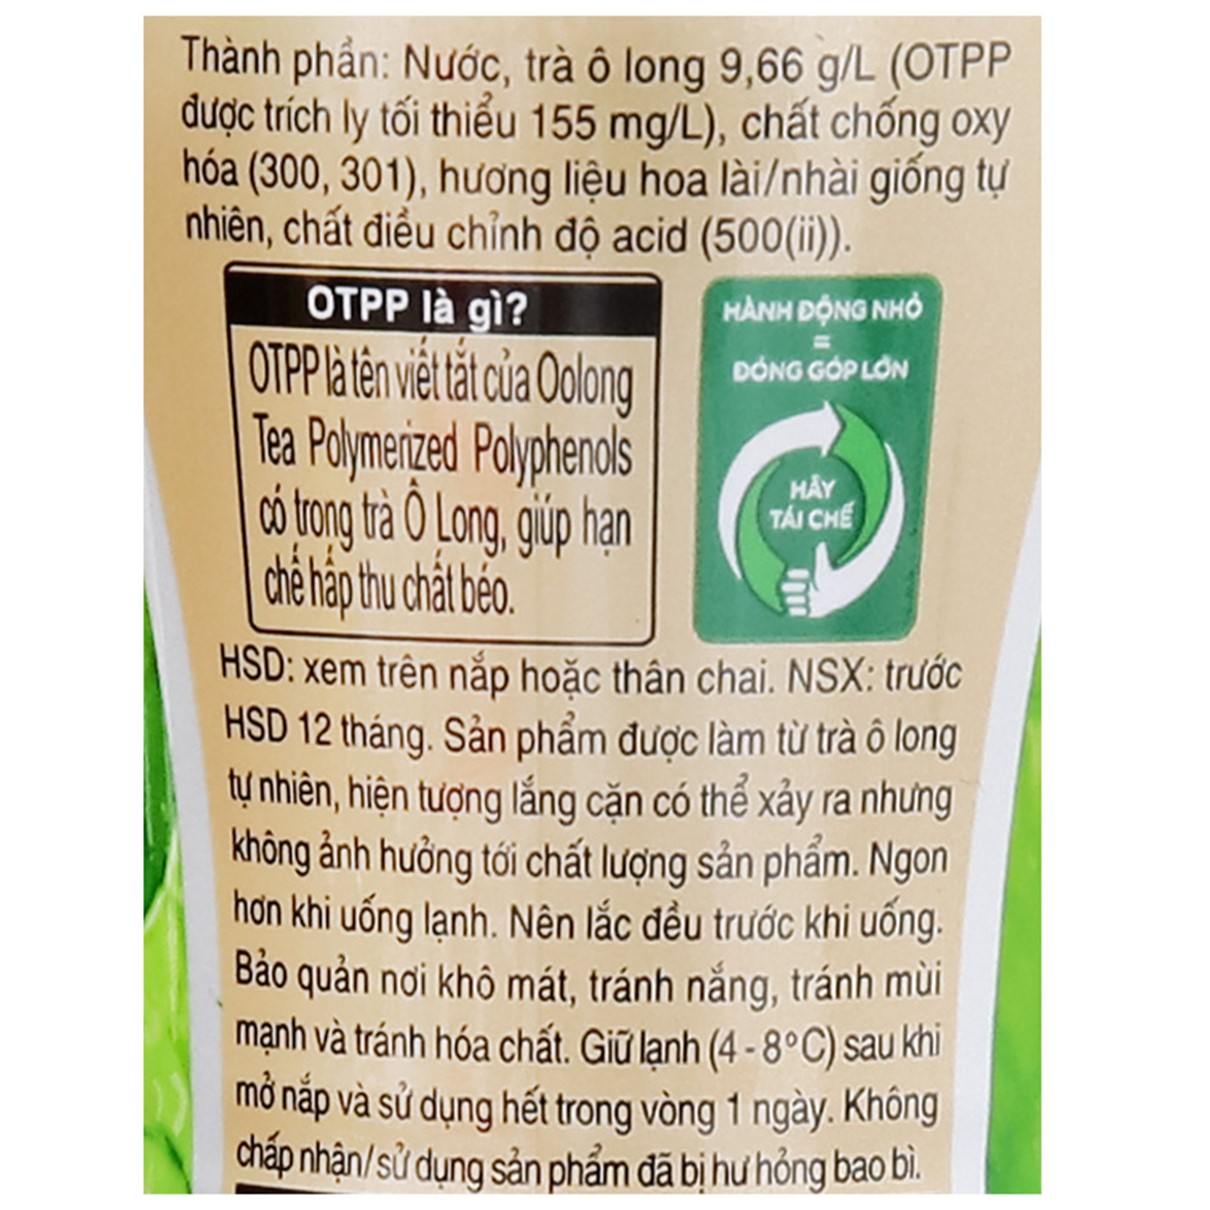 Thành phần: Nước, trà ô long 9,66 g/L (OTPP
được trích ly tối thiểu 155 mg/L), chất chống oxy
hóa (300, 301), hương liệu hoa lài/nhài giống tự
nhiên, chất điều chỉnh độ acid (500(ii)).
OTPP là gì?
OTPP là tên viết tắt của Oolong
Tea Polymerized Polyphenols
có trong trà Ô Long, giúp hạn
chế hấp thu chất béo.
HÀNH ĐỘNG NHỎ
=
ĐÓNG GÓP LỚN
HÃY
TÁI CHẾ
HSD: xem trên nắp hoặc thân chai. NSX: trước
HSD 12 tháng. Sản phẩm được làm từ trà ô long
tự nhiên, hiện tượng lắng cặn có thể xảy ra nhưng
không ảnh hưởng tới chất lượng sản phẩm. Ngon
hơn khi uống lạnh. Nên lắc đều trước khi uống.
Bảo quản nơi khô mát, tránh nắng, tránh mùi
mạnh và tránh hóa chất. Giữ lạnh (4 - 8°C) sau khi
mở nắp và sử dụng hết trong vòng 1 ngày. Không
chấp nhận/ sử dụng sản phẩm đã bị hư hỏng bao bì.